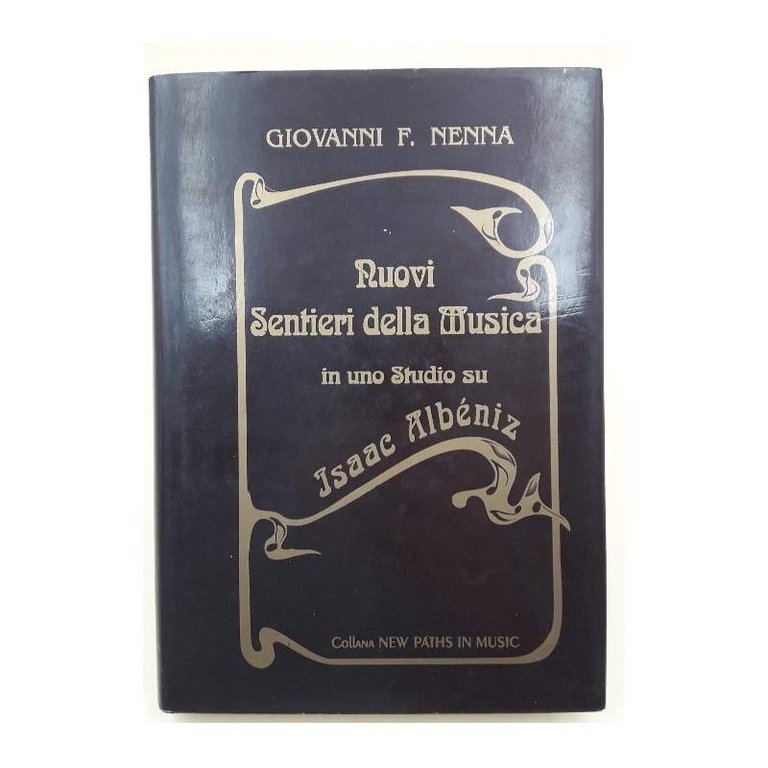 GIOVANNI F. NENNA
Nuovi
Sentieri della Musica
in uno Studio su
Isaac Albéniz
Collana NEW PATHS IN MUSIC